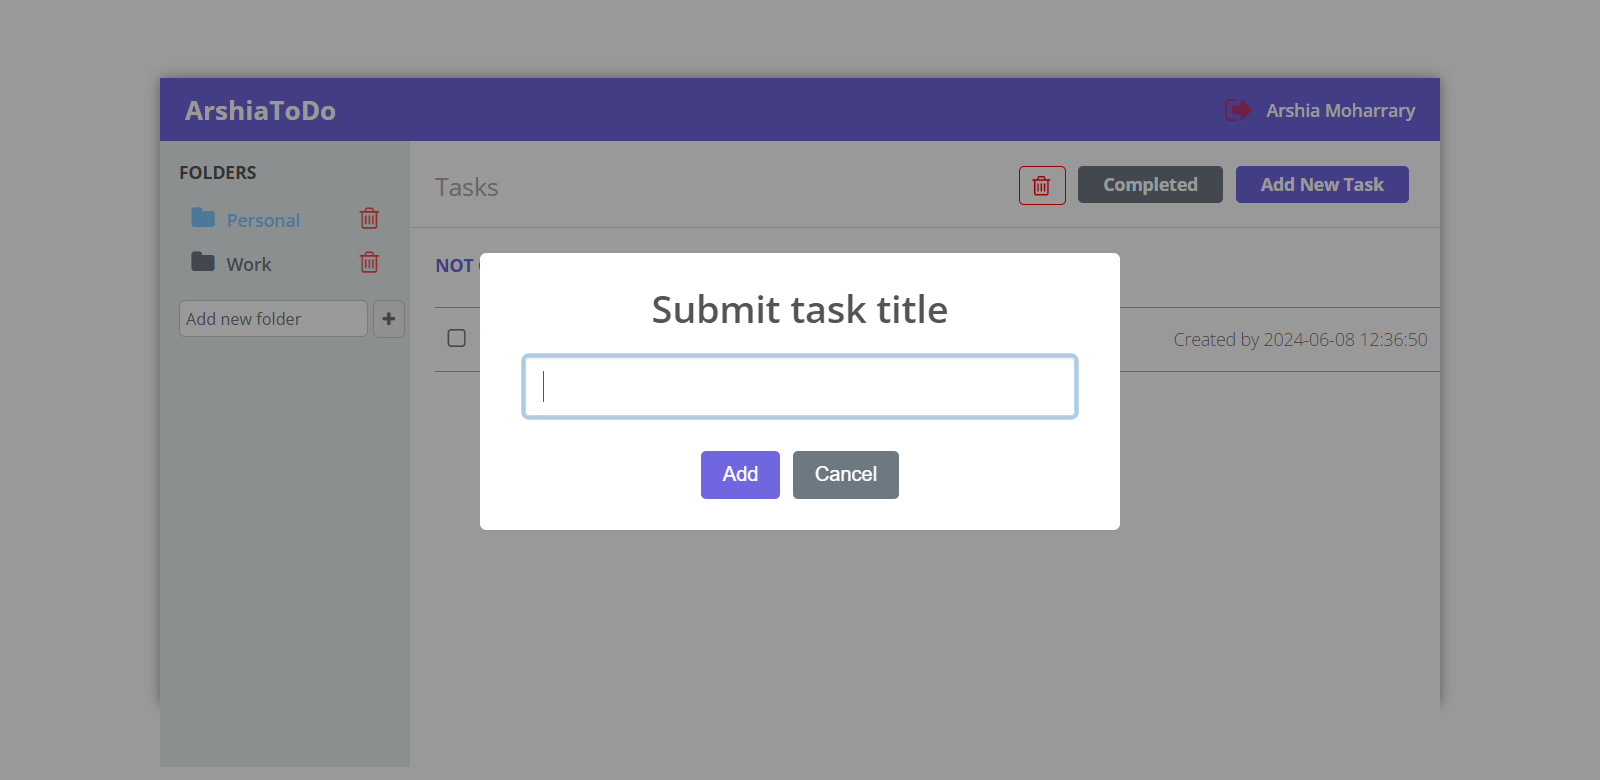 ArshiaToDo
Arshia Moharrary
FOLDERS
Personal
Work
Add new folder
+
Tasks
Completed
Add New Task
NOT
Created by 2024-06-08 12:36:50
Submit task title
Add
Cancel